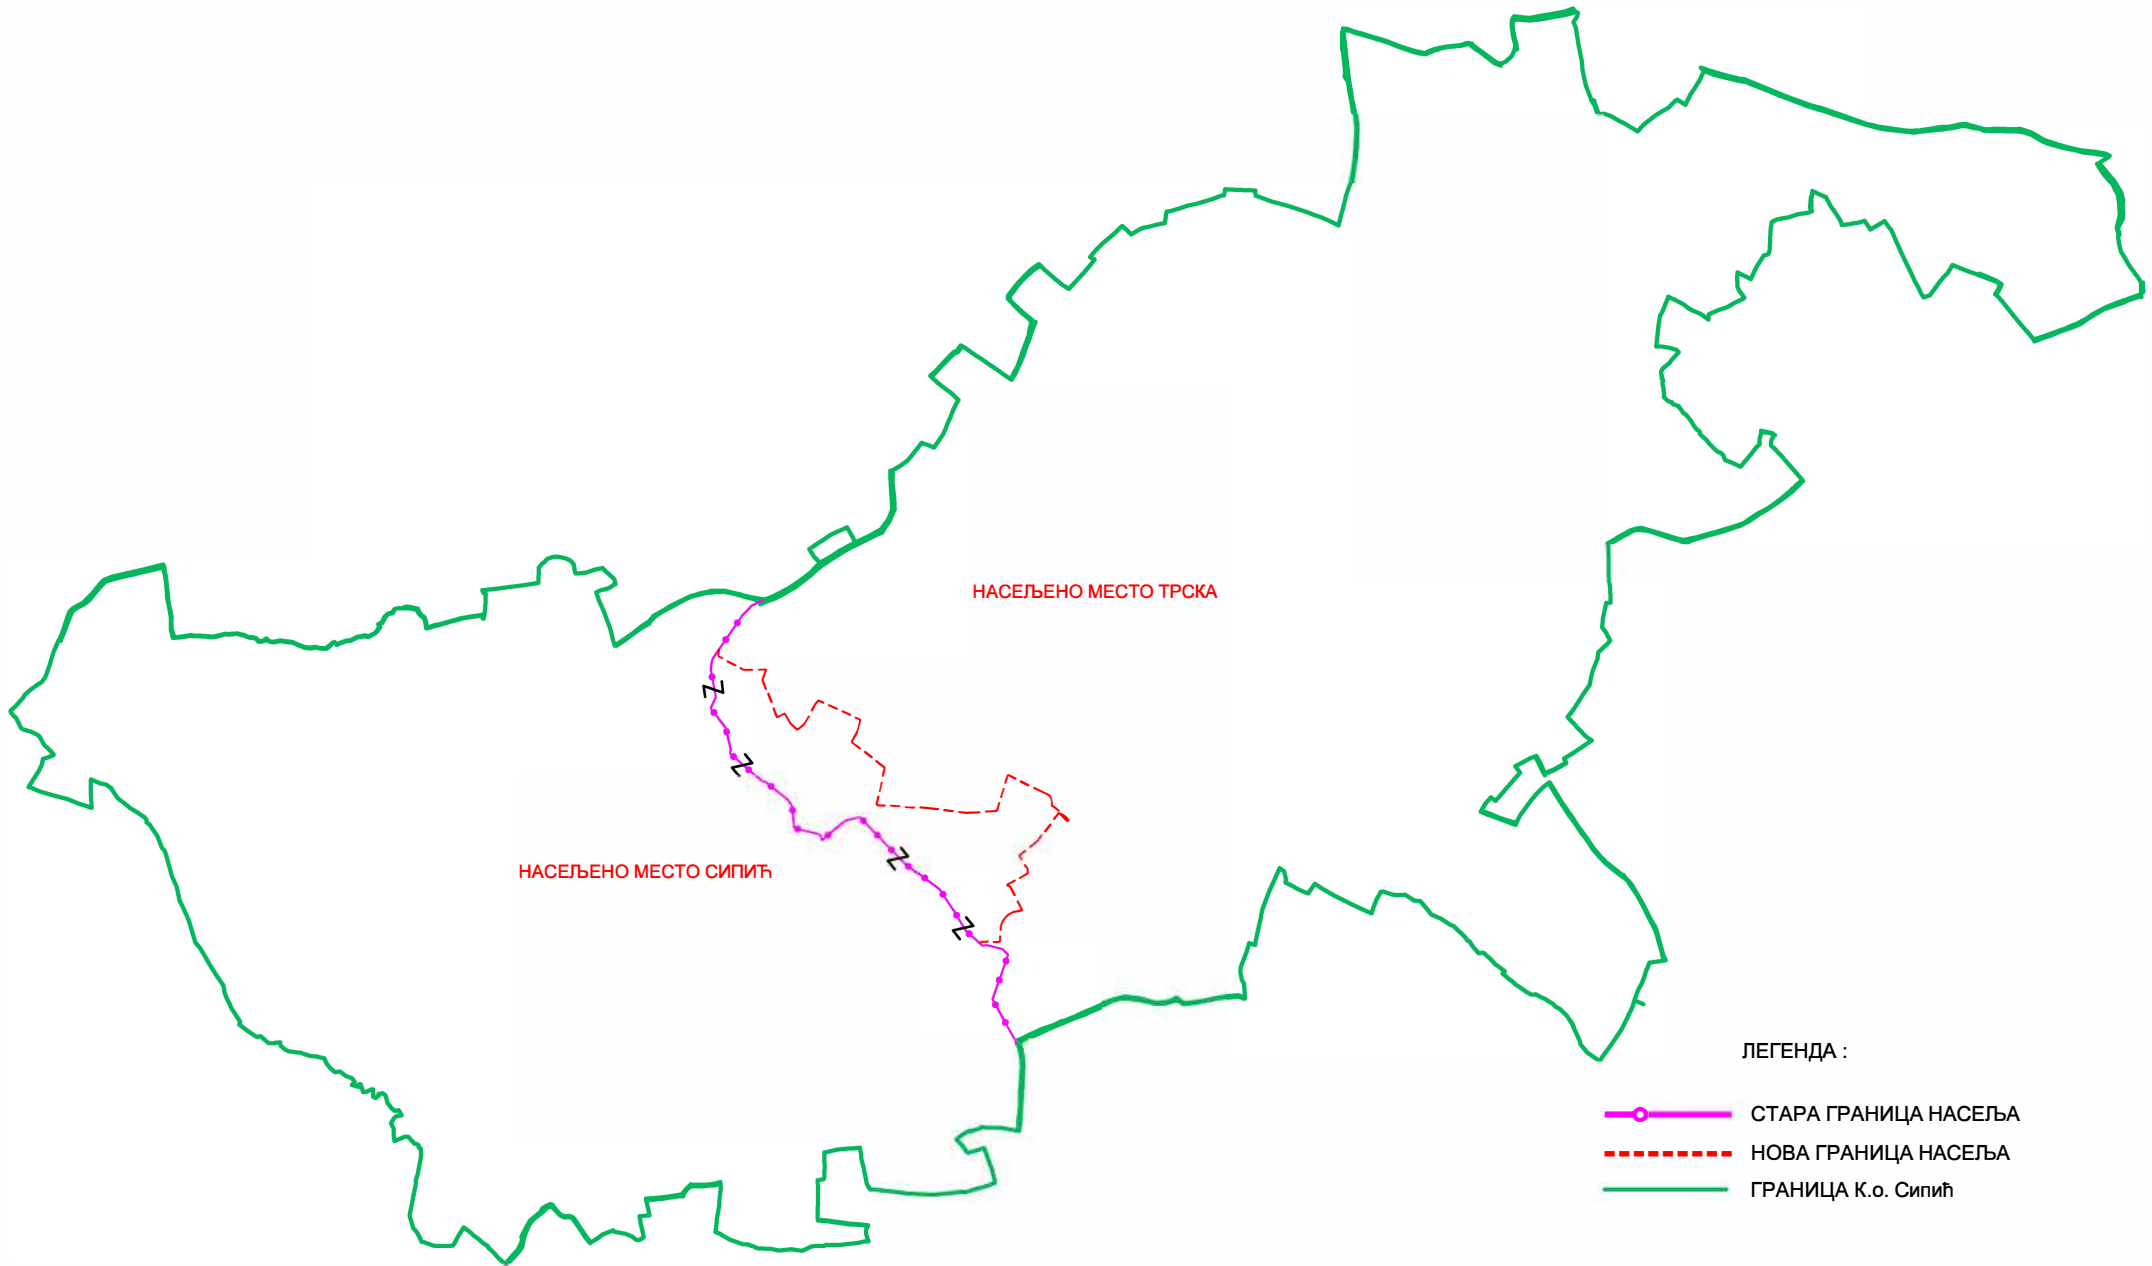 НАСЕЉЕНО МЕСТО ТРСКА
НАСЕЉЕНО МЕСТО СИПИЋ
ЛЕГЕНДА :
СТАРА ГРАНИЦА НАСЕЉА
НОВА ГРАНИЦА НАСЕЉА
ГРАНИЦА К.о. Сипић